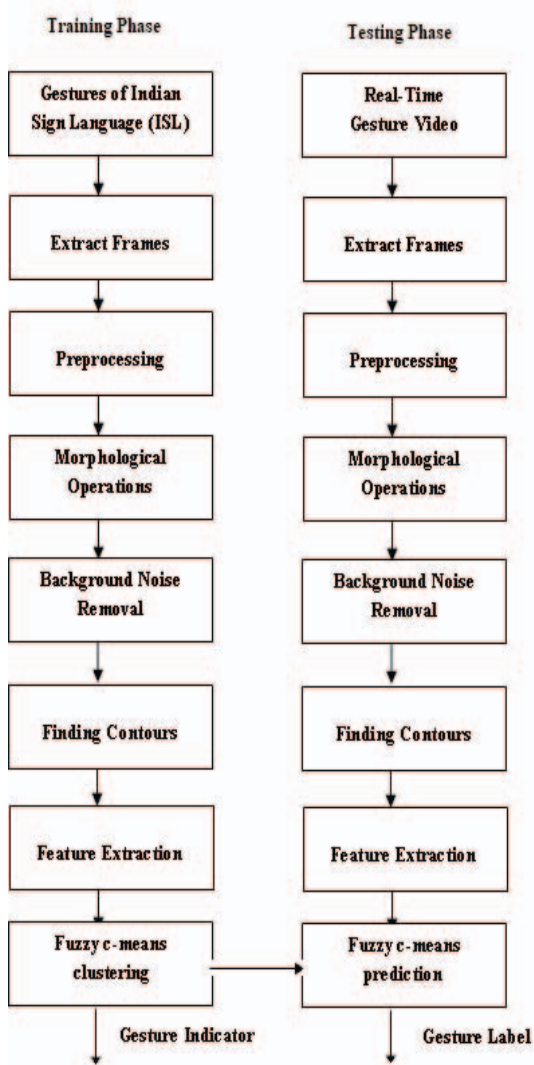 Training Phase
Gestures of Indian
Sign Language (ISL)
Extract Frames
Preprocessing
Morphological
Operations
Background Noise
Removal
Finding Contours
Feature Extraction
Fuzzy c-means
clustering
Gesture Indicator
Testing Phase
Real-Time
Gesture Video
Extract Frames
Preprocessing
Morphological
Operations
Background Noise
Removal
Finding Contours
Feature Extraction
Fuzzy c-means
prediction
Gesture Label